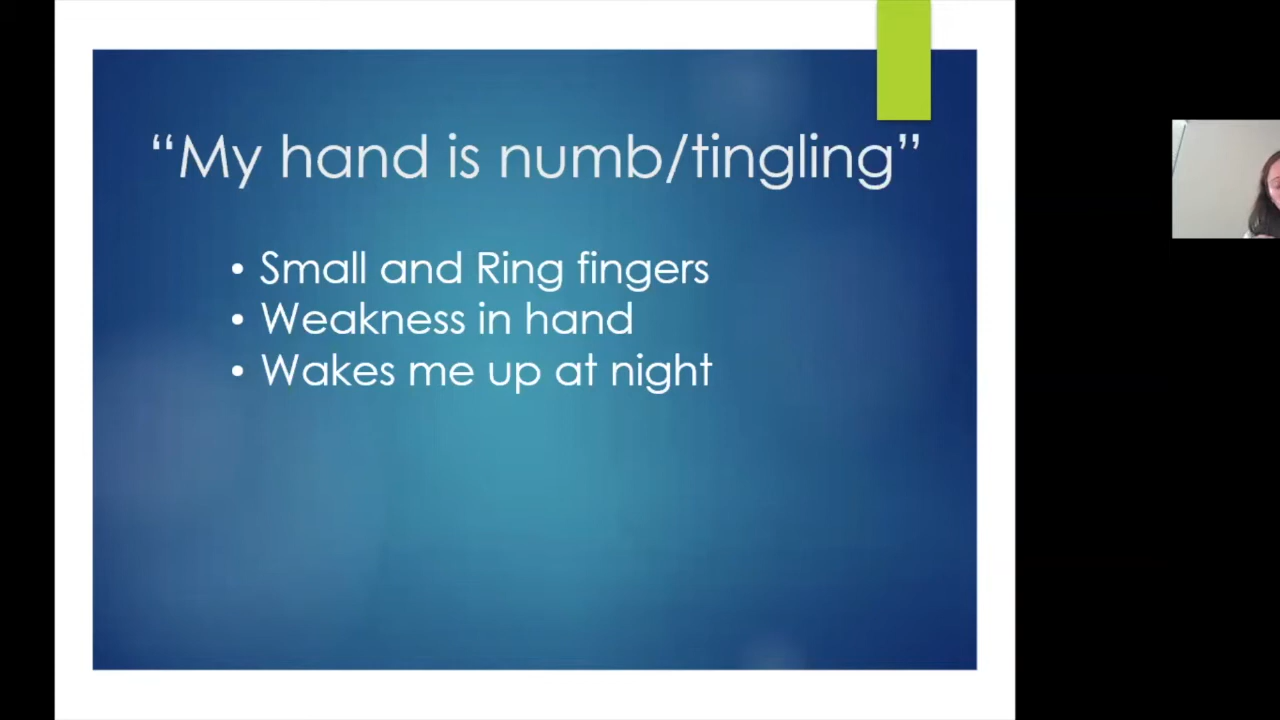 “My hand is numb/tingling”
• Small and Ring fingers
• Weakness in hand
• Wakes me up at night